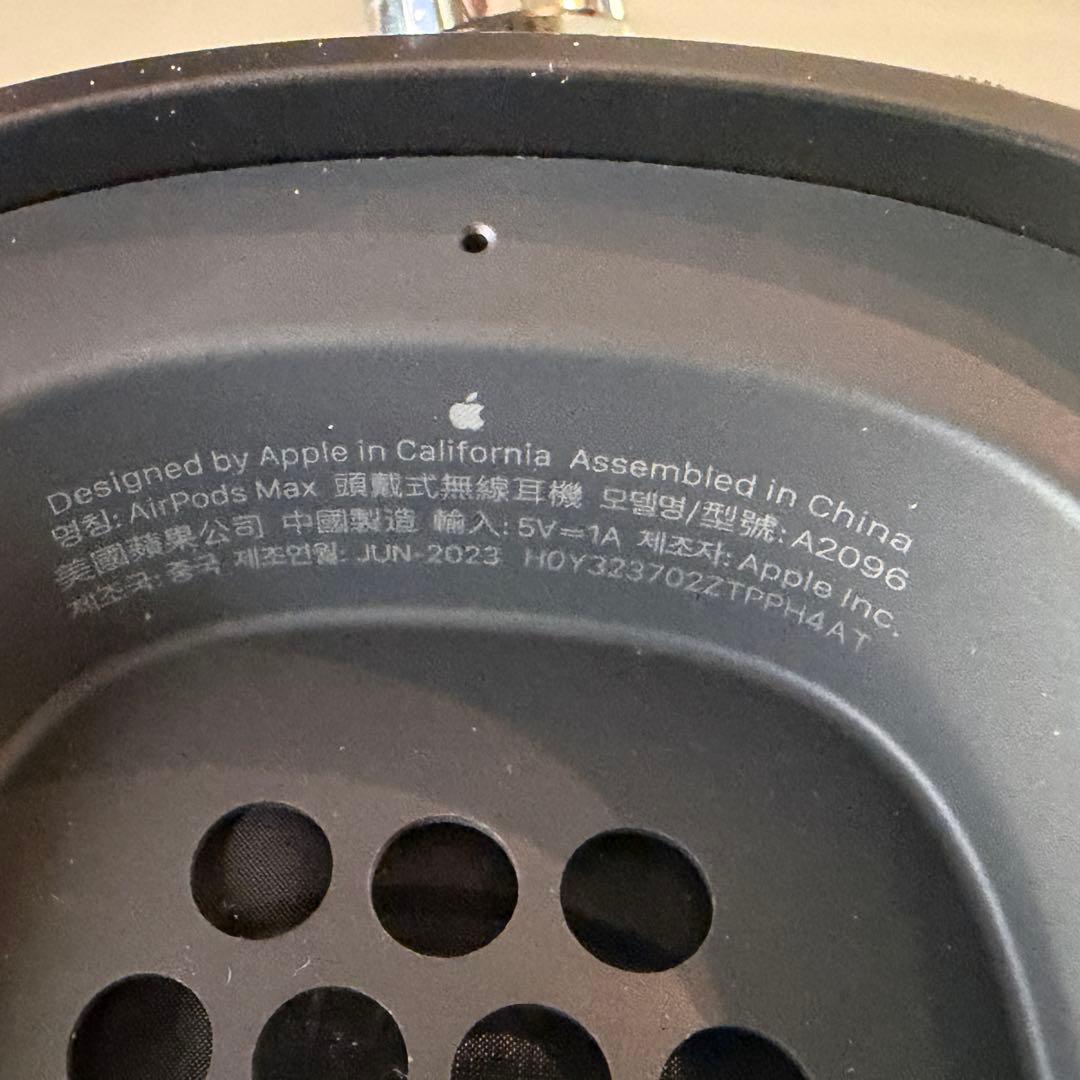 Designed by Apple in California Assembled in China
명칭: AirPods Max 頭戴式無線耳機 모델명/型號: A2096
美國蘋果公司 中國製造 輸入: 5V⎓1A 제조자: Apple Inc.
제조국: 중국 제조연월: JUN-2023 H0Y323702ZTPPH4AT